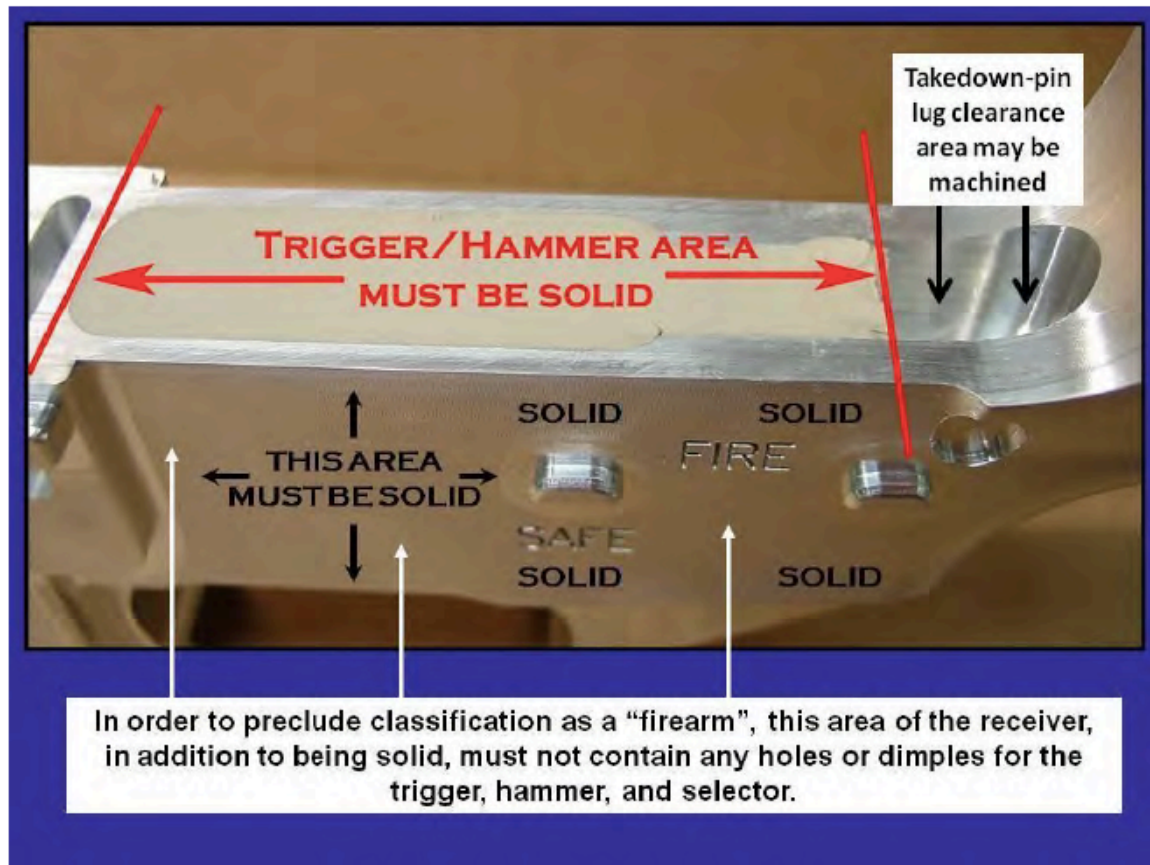 Takedown-pin
lug clearance
area may be
machined
TRIGGER/HAMMER AREA
MUST BE SOLID
SOLID
SOLID
FIRE
THIS AREA
MUST BE SOLID
SAFE
SOLID
SOLID
In order to preclude classification as a “firearm”, this area of the receiver,
in addition to being solid, must not contain any holes or dimples for the
trigger, hammer, and selector.